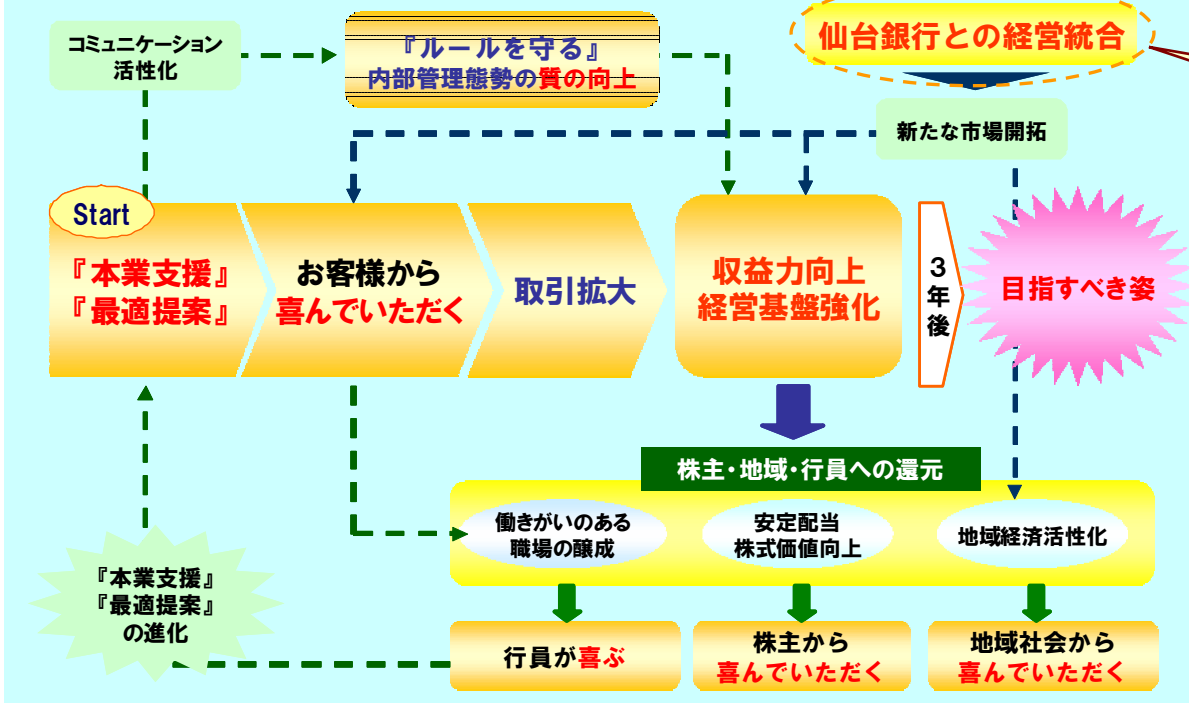 コミュニケーション
活性化
『ルールを守る』
内部管理態勢の質の向上
仙台銀行との経営統合
新たな市場開拓
Start
『本業支援』
『最適提案』
お客様から
喜んでいただく
取引拡大
収益力向上
経営基盤強化
3
年
後
目指すべき姿
株主・地域・行員への還元
働きがいのある
職場の醸成
安定配当
株式価値向上
地域経済活性化
『本業支援』
『最適提案』
の進化
行員が喜ぶ
株主から
喜んでいただく
地域社会から
喜んでいただく